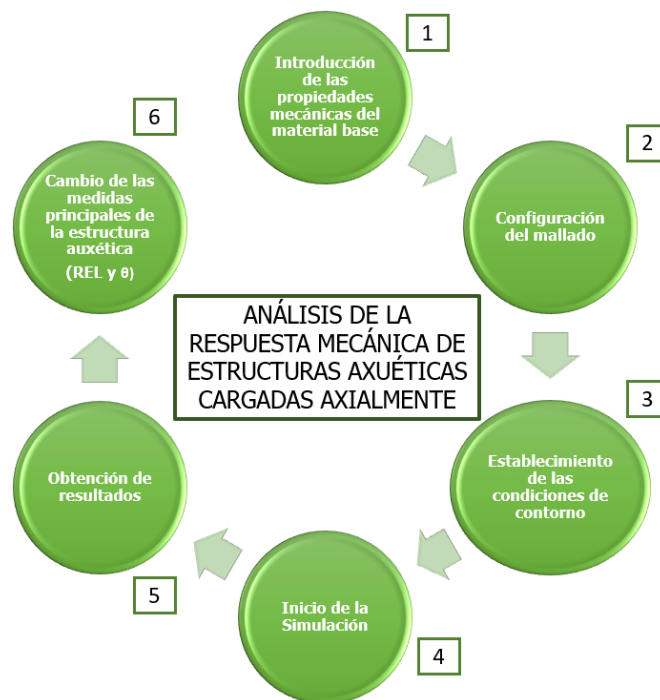 1
Introducción
de las
propiedades
mecánicas del
material base
2
Configuración
del mallado
3
Establecimiento
de las
condiciones de
contorno
4
Inicio de la
Simulación
5
Obtención de
resultados
6
Cambio de las
medidas
principales de
la estructura
auxética
(REL y θ)
ANÁLISIS DE LA
RESPUESTA MECÁNICA DE
ESTRUCTURAS AXUÉTICAS
CARGADAS AXIALMENTE